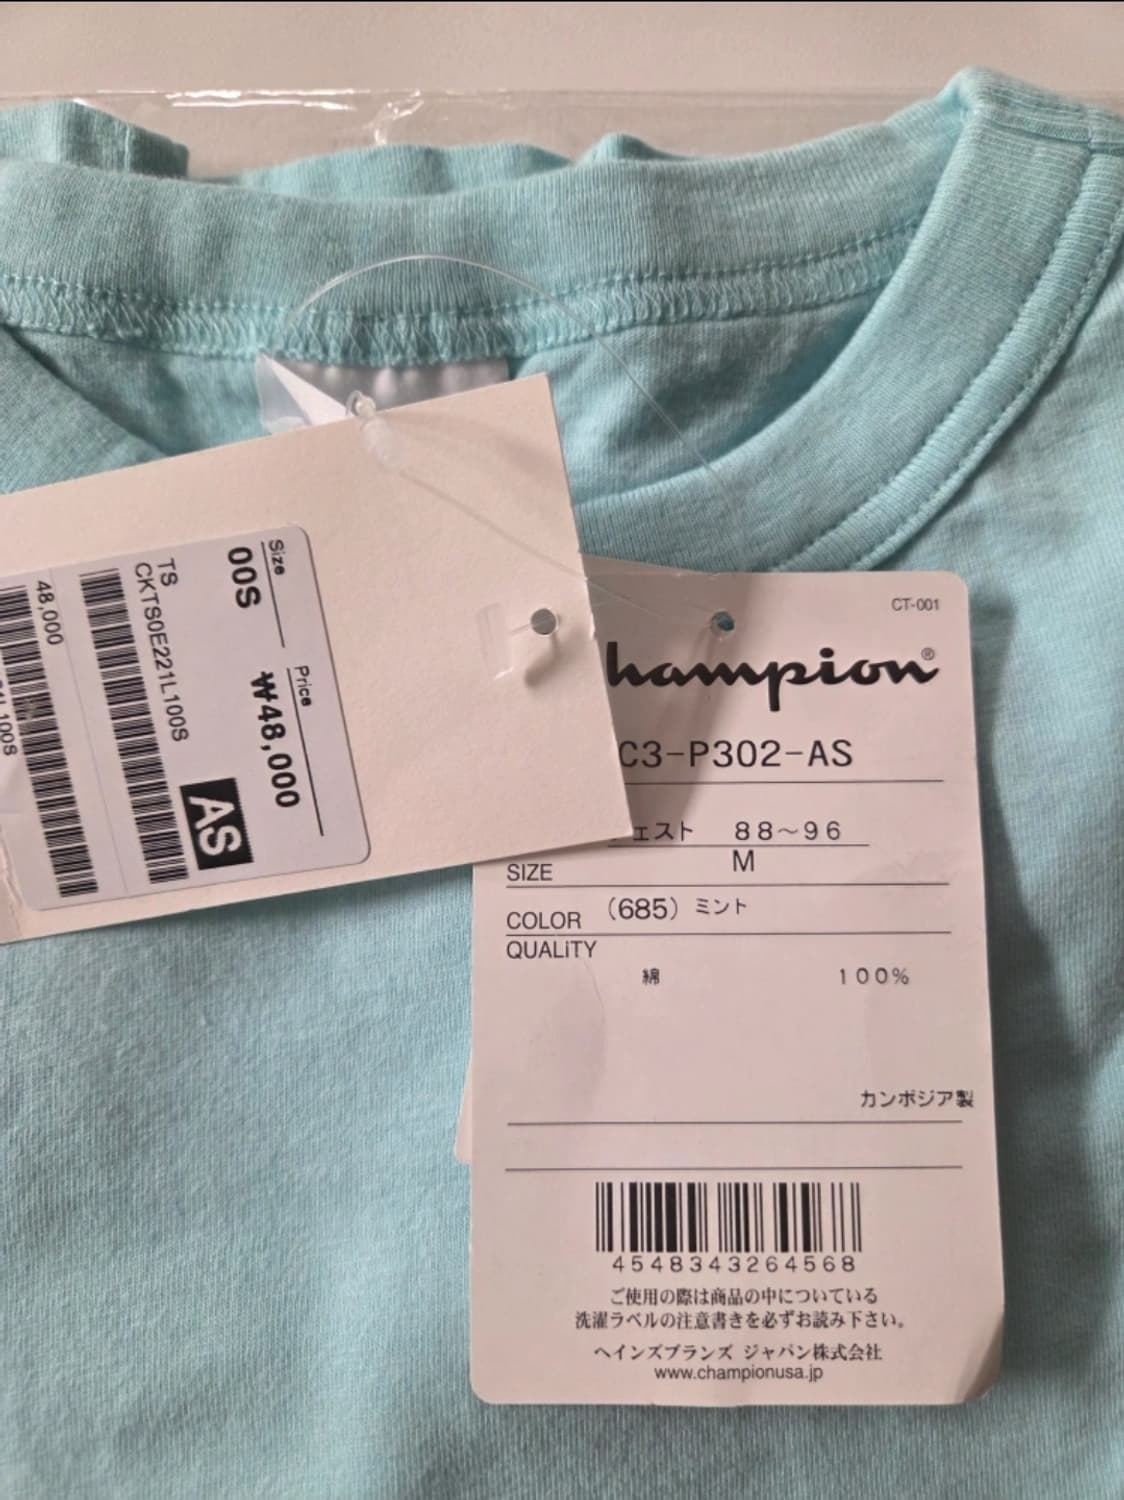 Size
00S
Price
₩48,000
TS
CKTS0E221L100S
AS
48,000
CT-001
hampion®
C3-P302-AS
ェスト 88~96
SIZE M
COLOR (685) ミント
QUALiTY
綿 100%
カンボジア製
4548343264568
ご使用の際は商品の中についている
洗濯ラベルの注意書きを必ずお読み下さい。
ヘインズブランズ ジャパン株式会社
www.championusa.jp